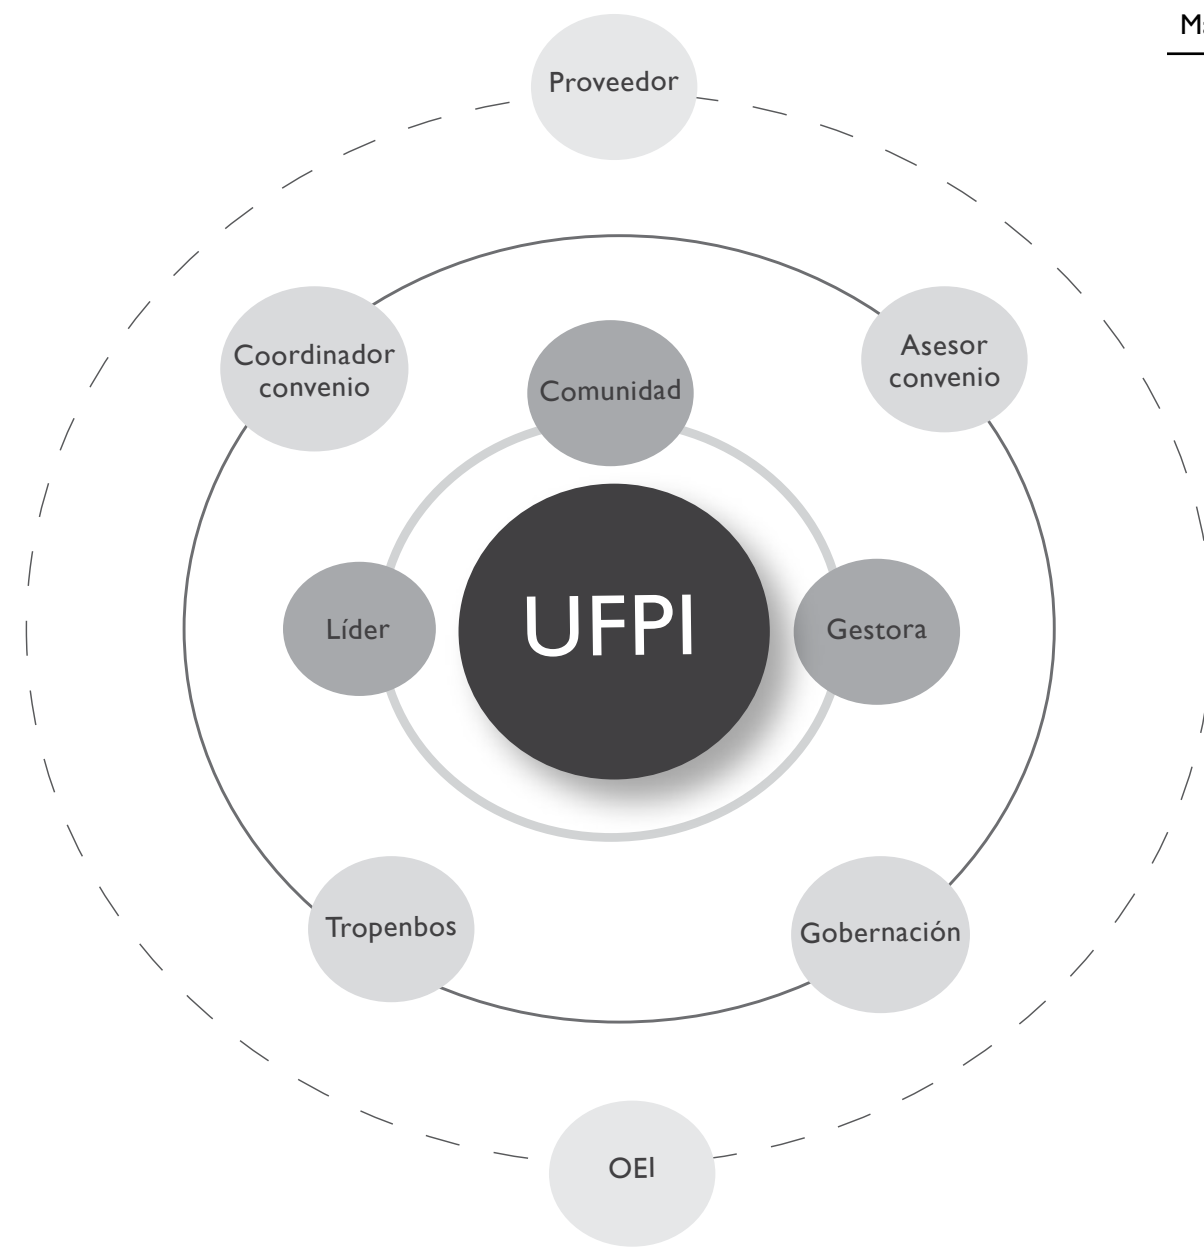 Proveedor
Coordinador
convenio
Asesor
convenio
Comunidad
Líder
UFPI
Gestora
Tropenbos
Gobernación
OEI